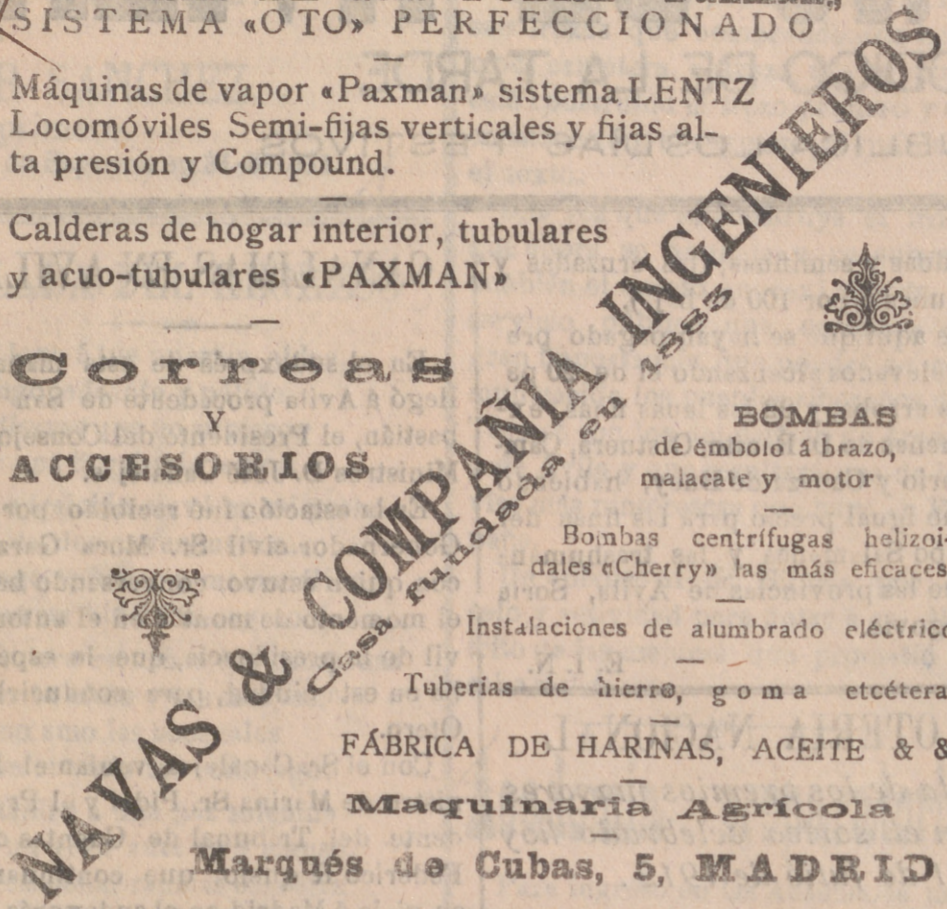 SISTEMA «OTO» PERFECCIONADO
Máquinas de vapor «Paxman» sistema LENTZ
Locomóviles Semi-fijas verticales y fijas al-
ta presión y Compound.
Calderas de hogar interior, tubulares
y acuo-tubulares «PAXMAN»
Correas
Y
ACCESORIOS
NAVAS & COMPAÑÍA INGENIEROS
Casa fundada en 1883
BOMBAS
de émbolo á brazo,
malacate y motor
Bombas centrífugas helizoi-
dales «Cherry» las más eficaces
Instalaciones de alumbrado eléctrico
Tuberias de hierro, goma etcétera
FÁBRICA DE HARINAS, ACEITE & &
Maquinaria Agrícola
Marqués de Cubas, 5, MADRID